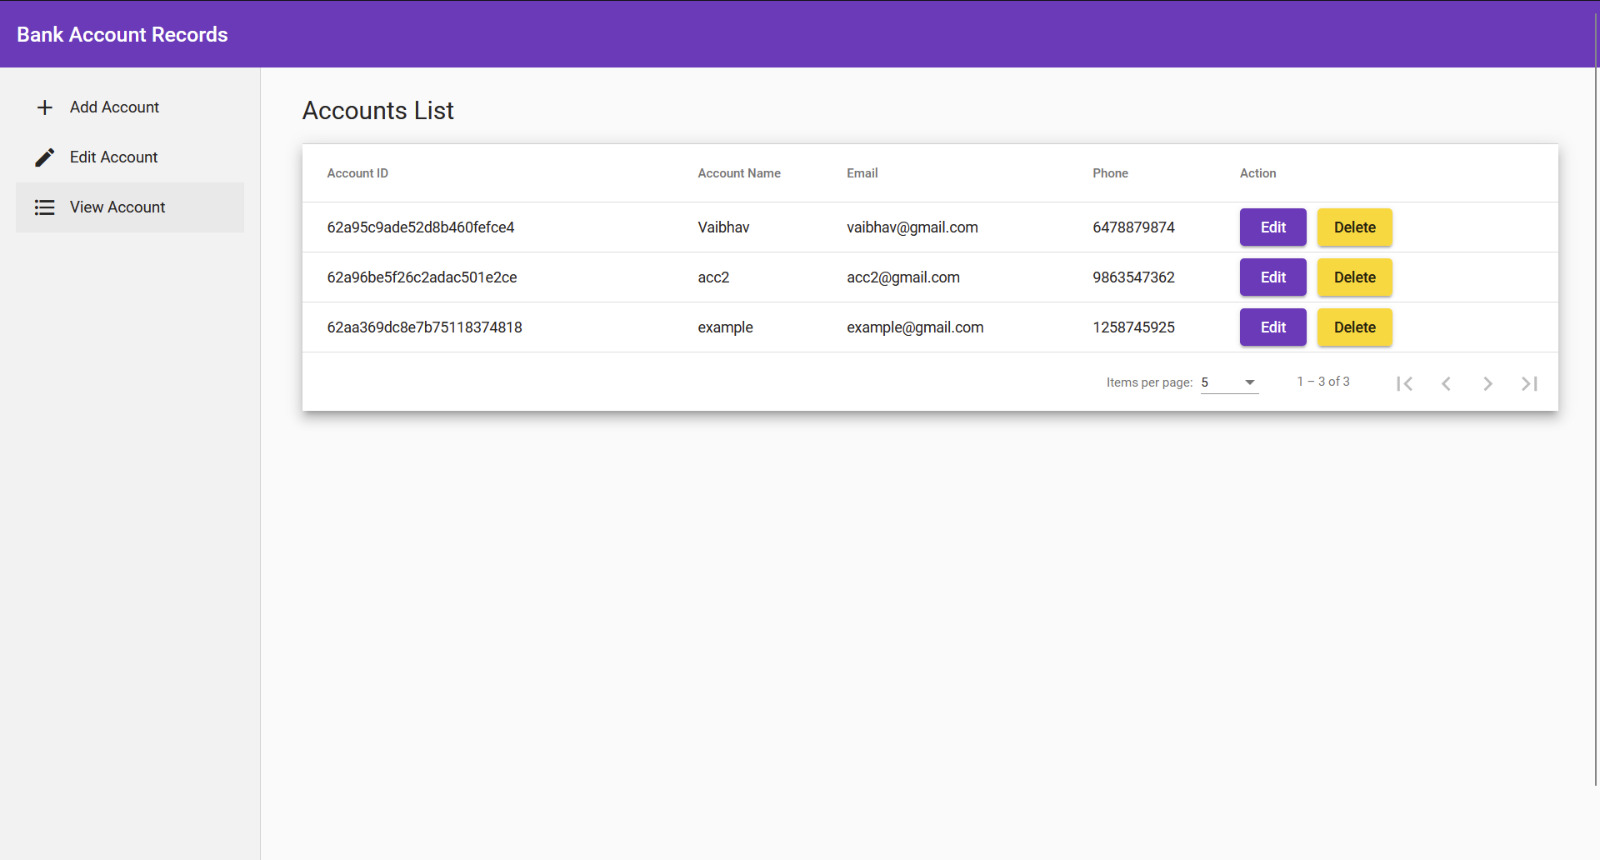 Bank Account Records
Add Account
Edit Account
View Account
Accounts List
Account ID Account Name Email Phone Action
62a95c9ade52d8b460fefce4 Vaibhav vaibhav@gmail.com 6478879874 Edit Delete
62a96be5f26c2adac501e2ce acc2 acc2@gmail.com 9863547362 Edit Delete
62aa369dc8e7b75118374818 example example@gmail.com 1258745925 Edit Delete
Items per page: 5 1 – 3 of 3